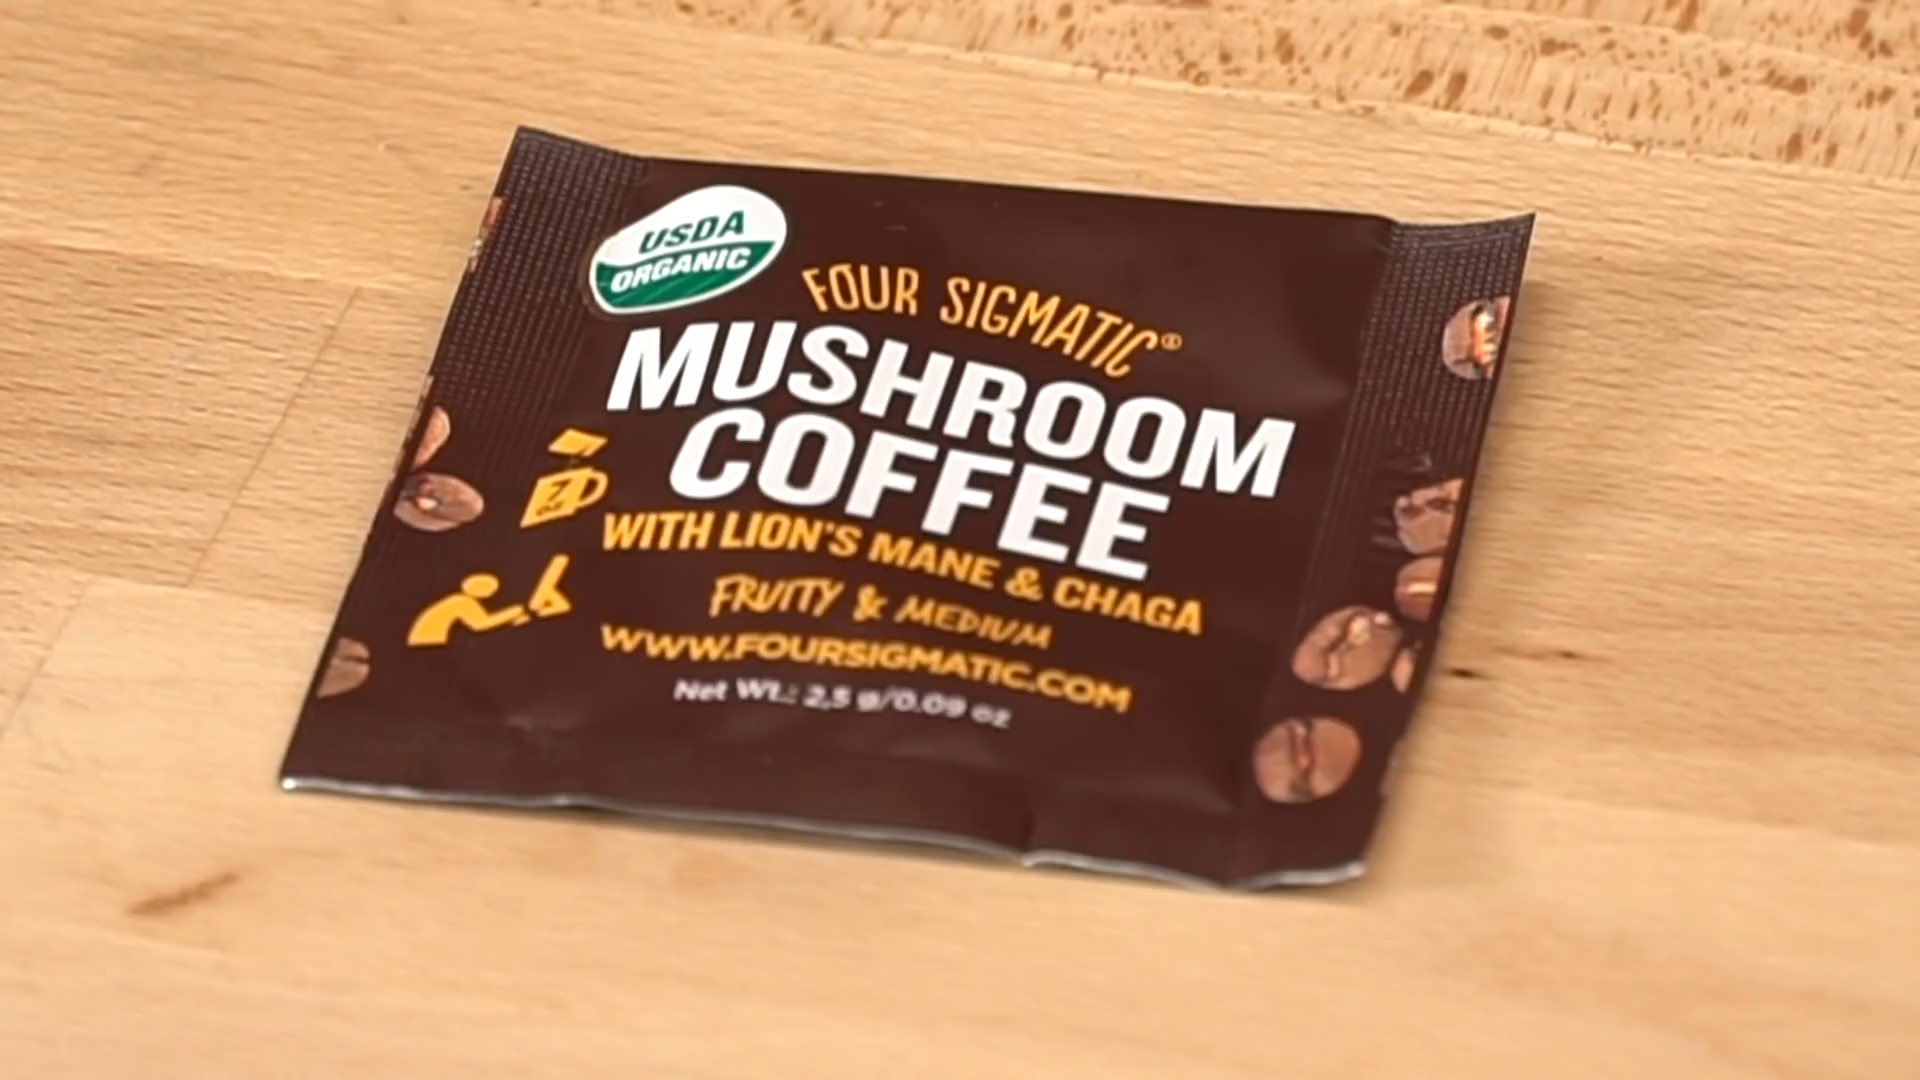 USDA
ORGANIC
FOUR SIGMATIC®
MUSHROOM
COFFEE
WITH LION'S MANE & CHAGA
FRUITY & MEDIUM
WWW.FOURSIGMATIC.COM
Net Wt.: 2,5 g/0.09 oz